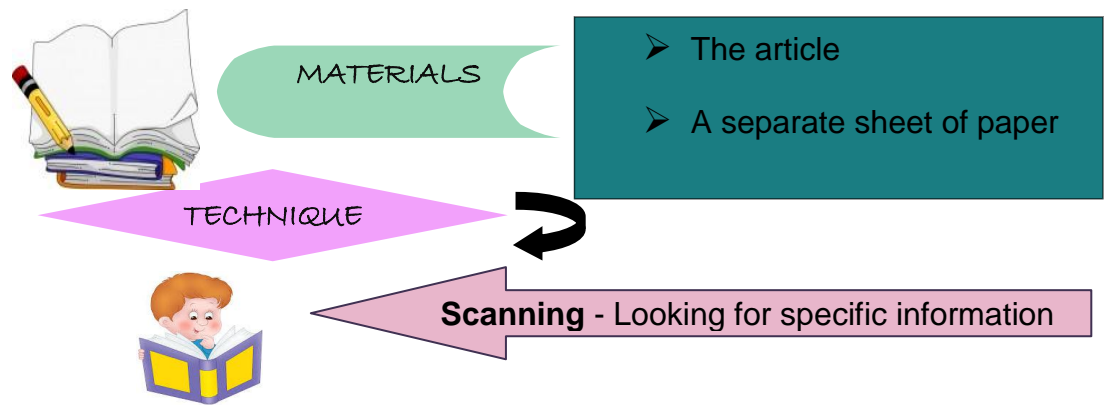 MATERIALS
➢ The article
➢ A separate sheet of paper
TECHNIQUE
Scanning - Looking for specific information